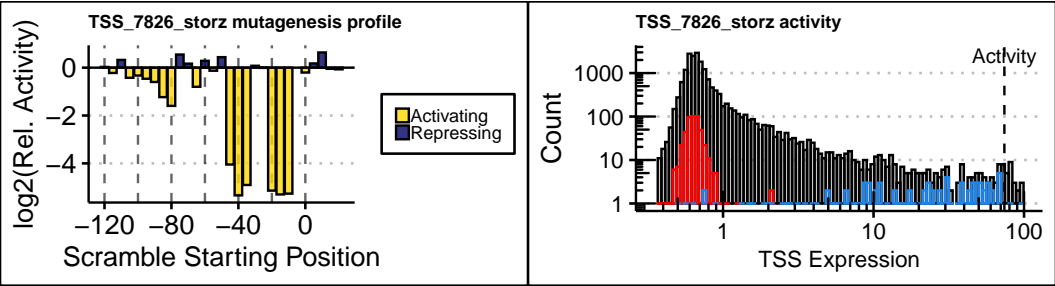 TSS_7826_storz mutagenesis profile
log2(Rel. Activity)
0
−2
−4
−120
−80
−40
0
Scramble Starting Position
Activating
Repressing
TSS_7826_storz activity
Activity
Count
1000
100
10
1
1
10
100
TSS Expression